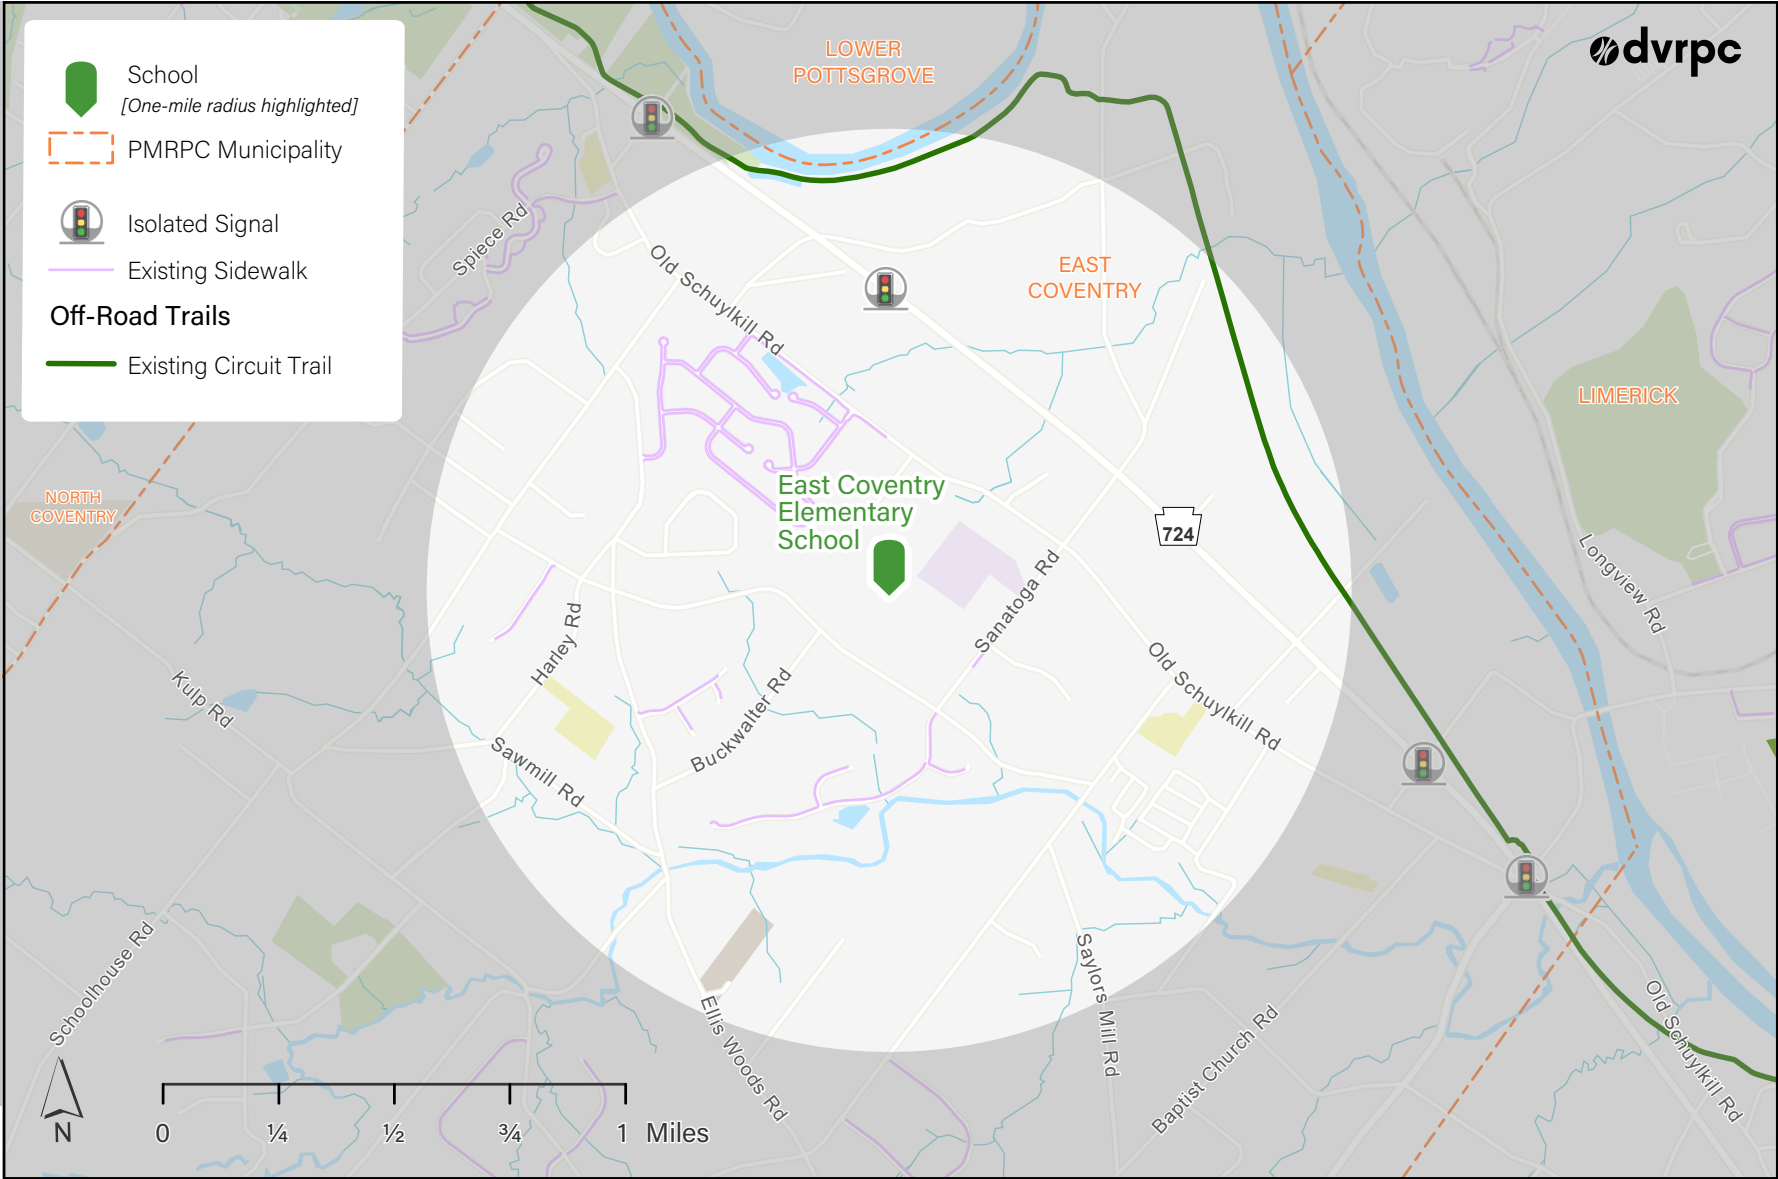 School
[One-mile radius highlighted]
PMRPC Municipality
Isolated Signal
Existing Sidewalk
Off-Road Trails
Existing Circuit Trail
dvrpc
LOWER
POTTSGROVE
EAST
COVENTRY
LIMERICK
NORTH
COVENTRY
Spiece Rd
Old Schuylkill Rd
East Coventry
Elementary
School
724
Longview Rd
Sanatoga Rd
Harley Rd
Old Schuylkill Rd
Kulp Rd
Buckwalter Rd
Sawmill Rd
Schoolhouse Rd
Ellis Woods Rd
Saylors Mill Rd
Baptist Church Rd
Old Schuylkill Rd
N
0 ¼ ½ ¾ 1 Miles